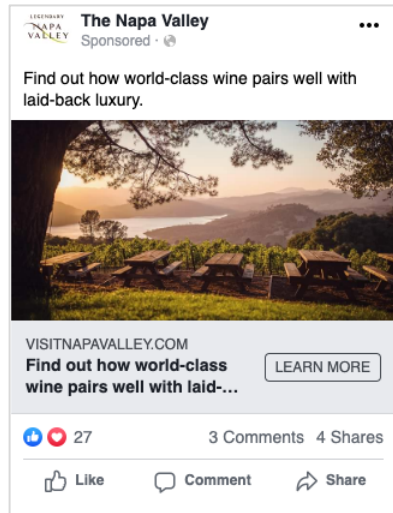 LEGENDARY
NAPA
VALLEY
The Napa Valley
Sponsored ·
Find out how world-class wine pairs well with
laid-back luxury.
VISITNAPAVALLEY.COM
Find out how world-class
wine pairs well with laid-...
LEARN MORE
27
3 Comments 4 Shares
Like
Comment
Share